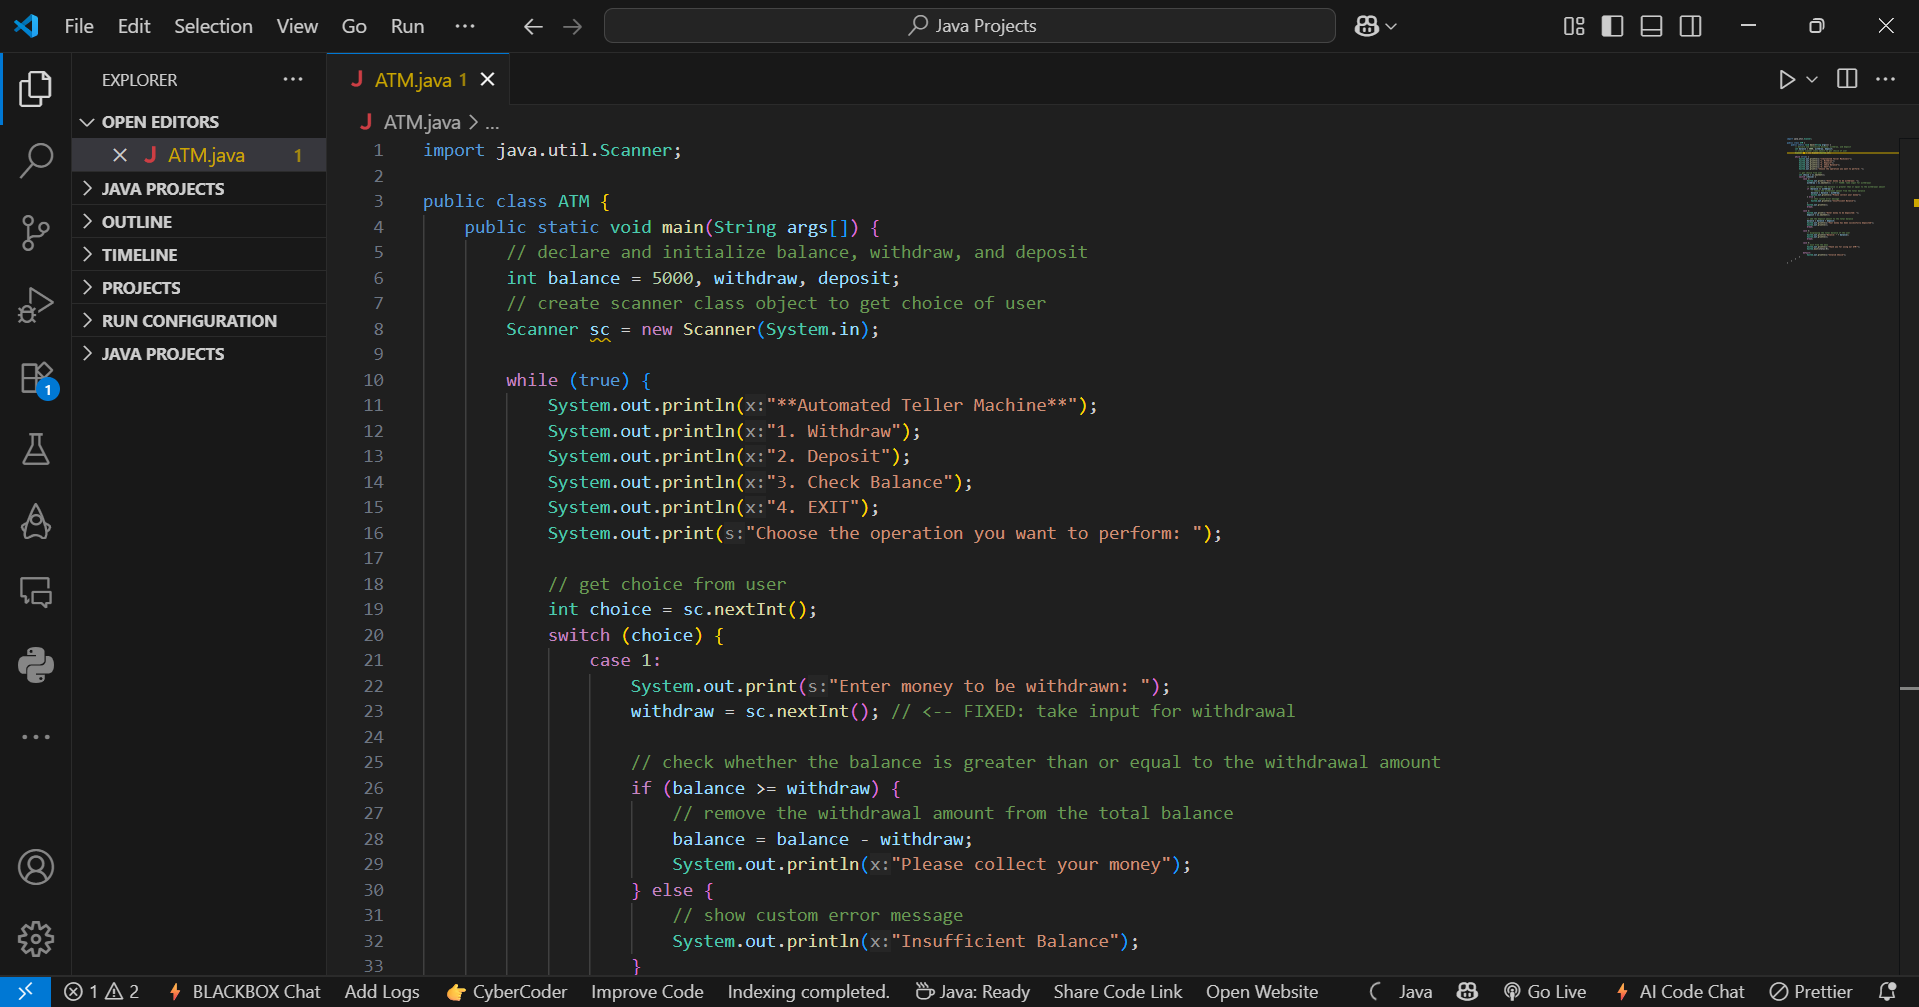 File Edit Selection View Go Run ··· Java Projects
EXPLORER ···
ATM.java 1
OPEN EDITORS
ATM.java 1
JAVA PROJECTS
OUTLINE
TIMELINE
PROJECTS
RUN CONFIGURATION
JAVA PROJECTS
1
ATM.java > ...
1 import java.util.Scanner;
2
3 public class ATM {
4 public static void main(String args[]) {
5 // declare and initialize balance, withdraw, and deposit
6 int balance = 5000, withdraw, deposit;
7 // create scanner class object to get choice of user
8 Scanner sc = new Scanner(System.in);
9
10 while (true) {
11 System.out.println(x:"**Automated Teller Machine**");
12 System.out.println(x:"1. Withdraw");
13 System.out.println(x:"2. Deposit");
14 System.out.println(x:"3. Check Balance");
15 System.out.println(x:"4. EXIT");
16 System.out.print(s:"Choose the operation you want to perform: ");
17
18 // get choice from user
19 int choice = sc.nextInt();
20 switch (choice) {
21 case 1:
22 System.out.print(s:"Enter money to be withdrawn: ");
23 withdraw = sc.nextInt(); // <-- FIXED: take input for withdrawal
24
25 // check whether the balance is greater than or equal to the withdrawal amount
26 if (balance >= withdraw) {
27 // remove the withdrawal amount from the total balance
28 balance = balance - withdraw;
29 System.out.println(x:"Please collect your money");
30 } else {
31 // show custom error message
32 System.out.println(x:"Insufficient Balance");
33 }
1 2 BLACKBOX Chat Add Logs CyberCoder Improve Code Indexing completed. Java: Ready Share Code Link Open Website Java Go Live AI Code Chat Prettier